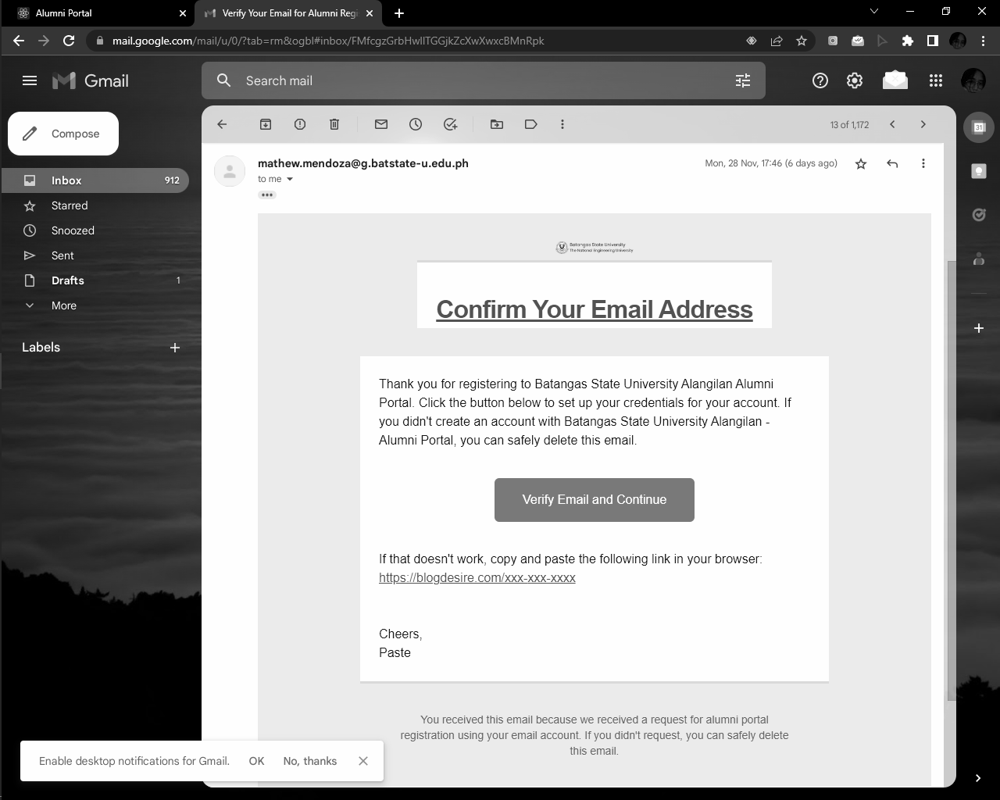 Alumni Portal
Verify Your Email for Alumni Regi
mail.google.com/mail/u/0/?tab=rm&ogbl#inbox/FMfcgzGrbHwllTGGjkZcXwXwxcBMnRpk
Gmail
Search mail
Compose
13 of 1,172
31
Inbox 912
Starred
Snoozed
Sent
Drafts 1
More
Labels
mathew.mendoza@g.batstate-u.edu.ph
Mon, 28 Nov, 17:46 (6 days ago)
to me
Batangas State University
The National Engineering University
Confirm Your Email Address
Thank you for registering to Batangas State University Alangilan Alumni
Portal. Click the button below to set up your credentials for your account. If
you didn't create an account with Batangas State University Alangilan -
Alumni Portal, you can safely delete this email.
Verify Email and Continue
If that doesn't work, copy and paste the following link in your browser:
https://blogdesire.com/xxx-xxx-xxxx
Cheers,
Paste
You received this email because we received a request for alumni portal
registration using your email account. If you didn't request, you can safely delete
this email.
Enable desktop notifications for Gmail. OK No, thanks